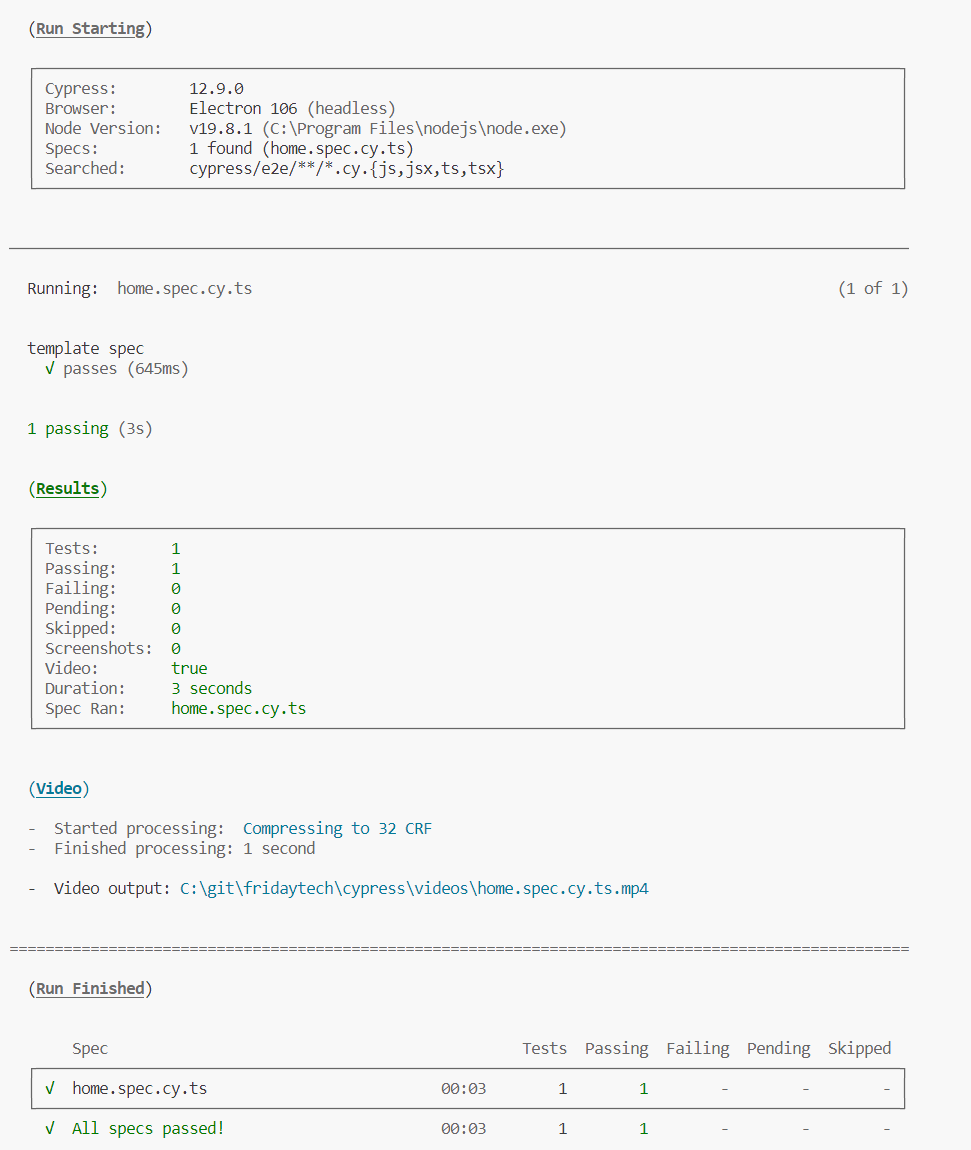 (Run Starting)
Cypress: 12.9.0
Browser: Electron 106 (headless)
Node Version: v19.8.1 (C:\Program Files\nodejs\node.exe)
Specs: 1 found (home.spec.cy.ts)
Searched: cypress/e2e/**/*.cy.{js,jsx,ts,tsx}
Running: home.spec.cy.ts (1 of 1)
template spec
√ passes (645ms)
1 passing (3s)
(Results)
Tests: 1
Passing: 1
Failing: 0
Pending: 0
Skipped: 0
Screenshots: 0
Video: true
Duration: 3 seconds
Spec Ran: home.spec.cy.ts
(Video)
- Started processing: Compressing to 32 CRF
- Finished processing: 1 second
- Video output: C:\git\fridaytech\cypress\videos\home.spec.cy.ts.mp4
====================================================================================================
(Run Finished)
Spec Tests Passing Failing Pending Skipped
√ home.spec.cy.ts 00:03 1 1 - - -
√ All specs passed! 00:03 1 1 - - -